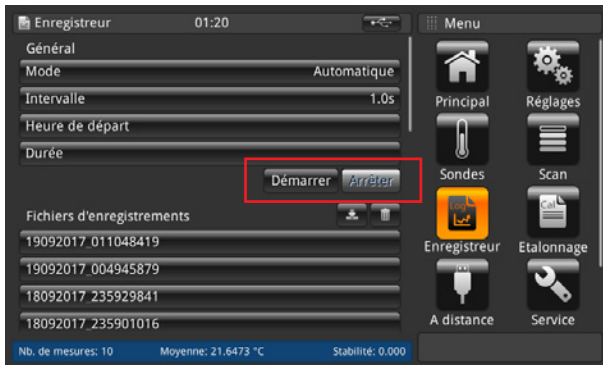 Enregistreur 01:20
Menu
Général
Mode Automatique
Intervalle 1.0s
Heure de départ
Durée
Démarrer Arrêter
Fichiers d'enregistrements
19092017_011048419
19092017_004945879
18092017_235929841
18092017_235901016
Nb. de mesures: 10 Moyenne: 21.6473 °C Stabilité: 0.000
Principal Réglages
Sondes Scan
Log
Cal
Enregistreur Etalonnage
A distance Service